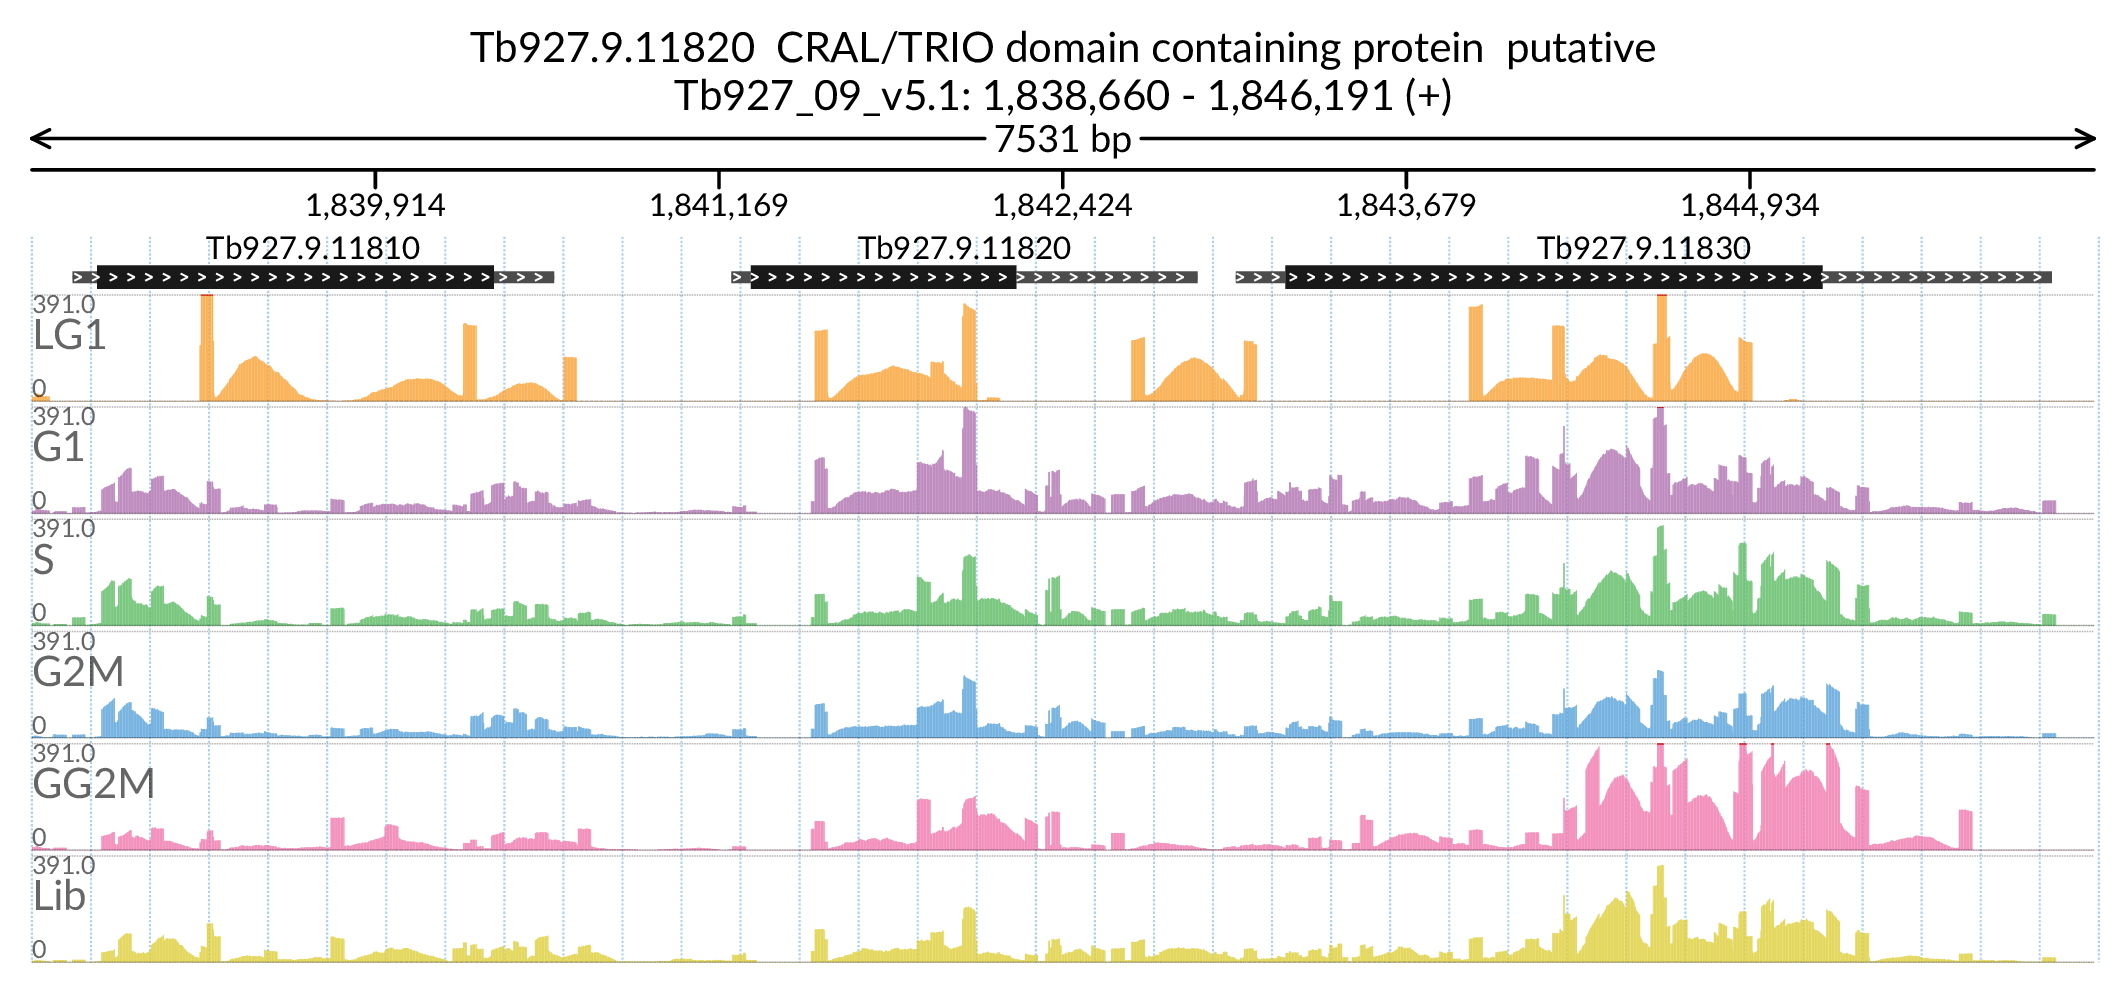 Tb927.9.11820  CRAL/TRIO domain containing protein  putative
Tb927_09_v5.1: 1,838,660 - 1,846,191 (+)
7531 bp
1,839,914 1,841,169 1,842,424 1,843,679 1,844,934
Tb927.9.11810 Tb927.9.11820 Tb927.9.11830
391.0
LG1
0
391.0
G1
0
391.0
S
0
391.0
G2M
0
391.0
GG2M
0
391.0
Lib
0